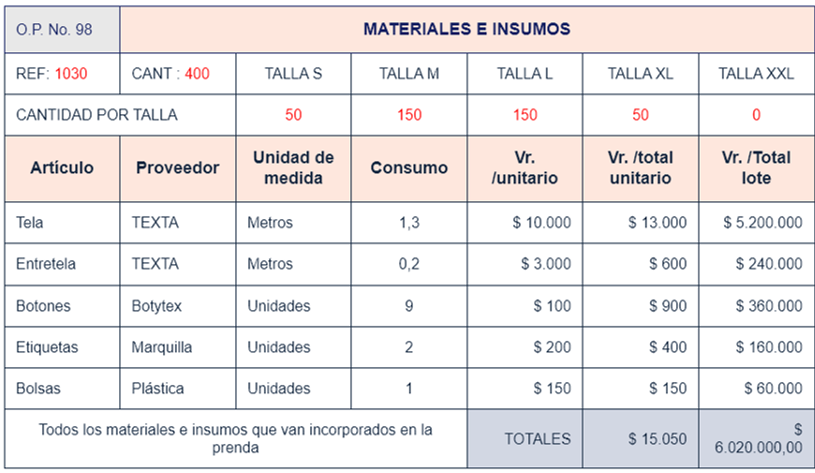 O.P. No. 98 MATERIALES E INSUMOS
REF: 1030 CANT : 400 TALLA S TALLA M TALLA L TALLA XL TALLA XXL
CANTIDAD POR TALLA 50 150 150 50 0
Artículo Proveedor Unidad de medida Consumo Vr. /unitario Vr. /total unitario Vr. /Total lote
Tela TEXTA Metros 1,3 $ 10.000 $ 13.000 $ 5.200.000
Entretela TEXTA Metros 0,2 $ 3.000 $ 600 $ 240.000
Botones Botytex Unidades 9 $ 100 $ 900 $ 360.000
Etiquetas Marquilla Unidades 2 $ 200 $ 400 $ 160.000
Bolsas Plástica Unidades 1 $ 150 $ 150 $ 60.000
Todos los materiales e insumos que van incorporados en la prenda TOTALES $ 15.050 $ 6.020.000,00